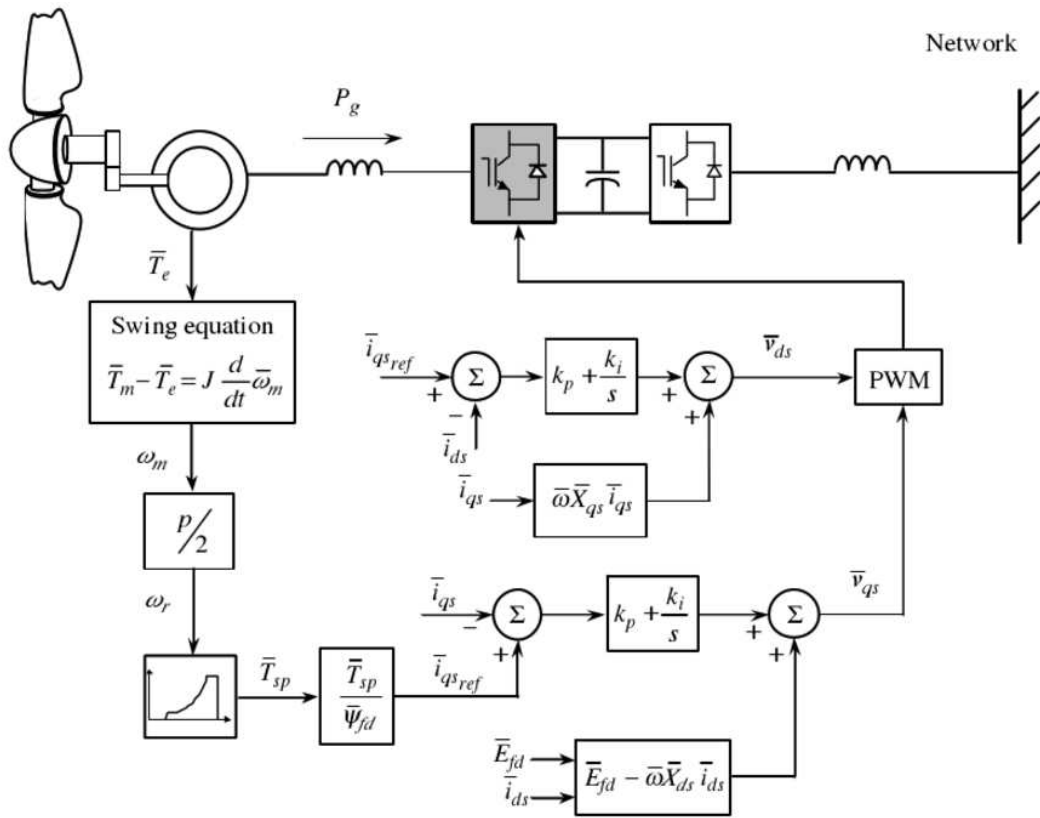 Network
P_g
T̄_e
Swing equation
T̄_m − T̄_e = J d/dt ω̄_m
ω_m
p/2
ω_r
T̄_sp
T̄_sp / ψ̄_fd
ī_qs_ref
ī_qs_ref
+
Σ
−
ī_ds
k_p + k_i/s
+
Σ
+
v̄_ds
PWM
ī_qs
ω̄X̄_qs ī_qs
ī_qs
−
Σ
+
k_p + k_i/s
+
Σ
+
v̄_qs
Ē_fd
ī_ds
Ē_fd − ω̄X̄_ds ī_ds